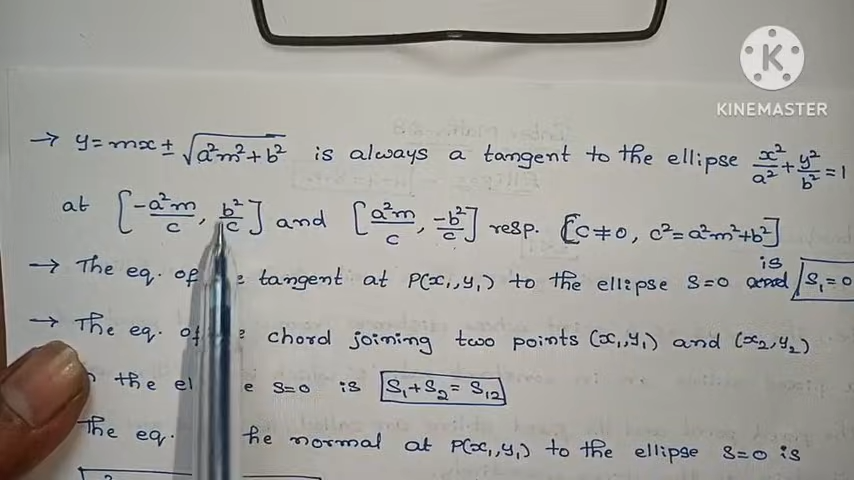 KINEMASTER
→ y = mx ± √a²m²+b² is always a tangent to the ellipse x²/a² + y²/b² = 1
at [-a²m/c, b²/c] and [a²m/c, -b²/c] resp. [C≠0, c² = a²m²+b²]
→ The eq. of tangent at P(x₁,y₁) to the ellipse S=0 is S₁=0
→ The eq. of chord joining two points (x₁,y₁) and (x₂,y₂)
the S=0 is S₁+S₂ = S₁₂
The eq. the normal at P(x₁,y₁) to the ellipse S=0 is